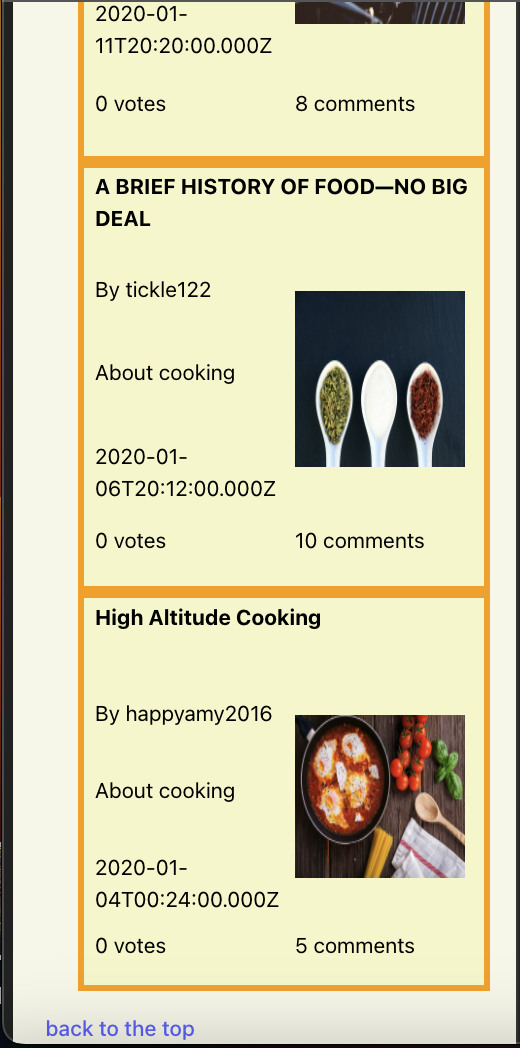 2020-01-
11T20:20:00.000Z
0 votes
8 comments
A BRIEF HISTORY OF FOOD—NO BIG
DEAL
By tickle122
About cooking
2020-01-
06T20:12:00.000Z
0 votes
10 comments
High Altitude Cooking
By happyamy2016
About cooking
2020-01-
04T00:24:00.000Z
0 votes
5 comments
back to the top